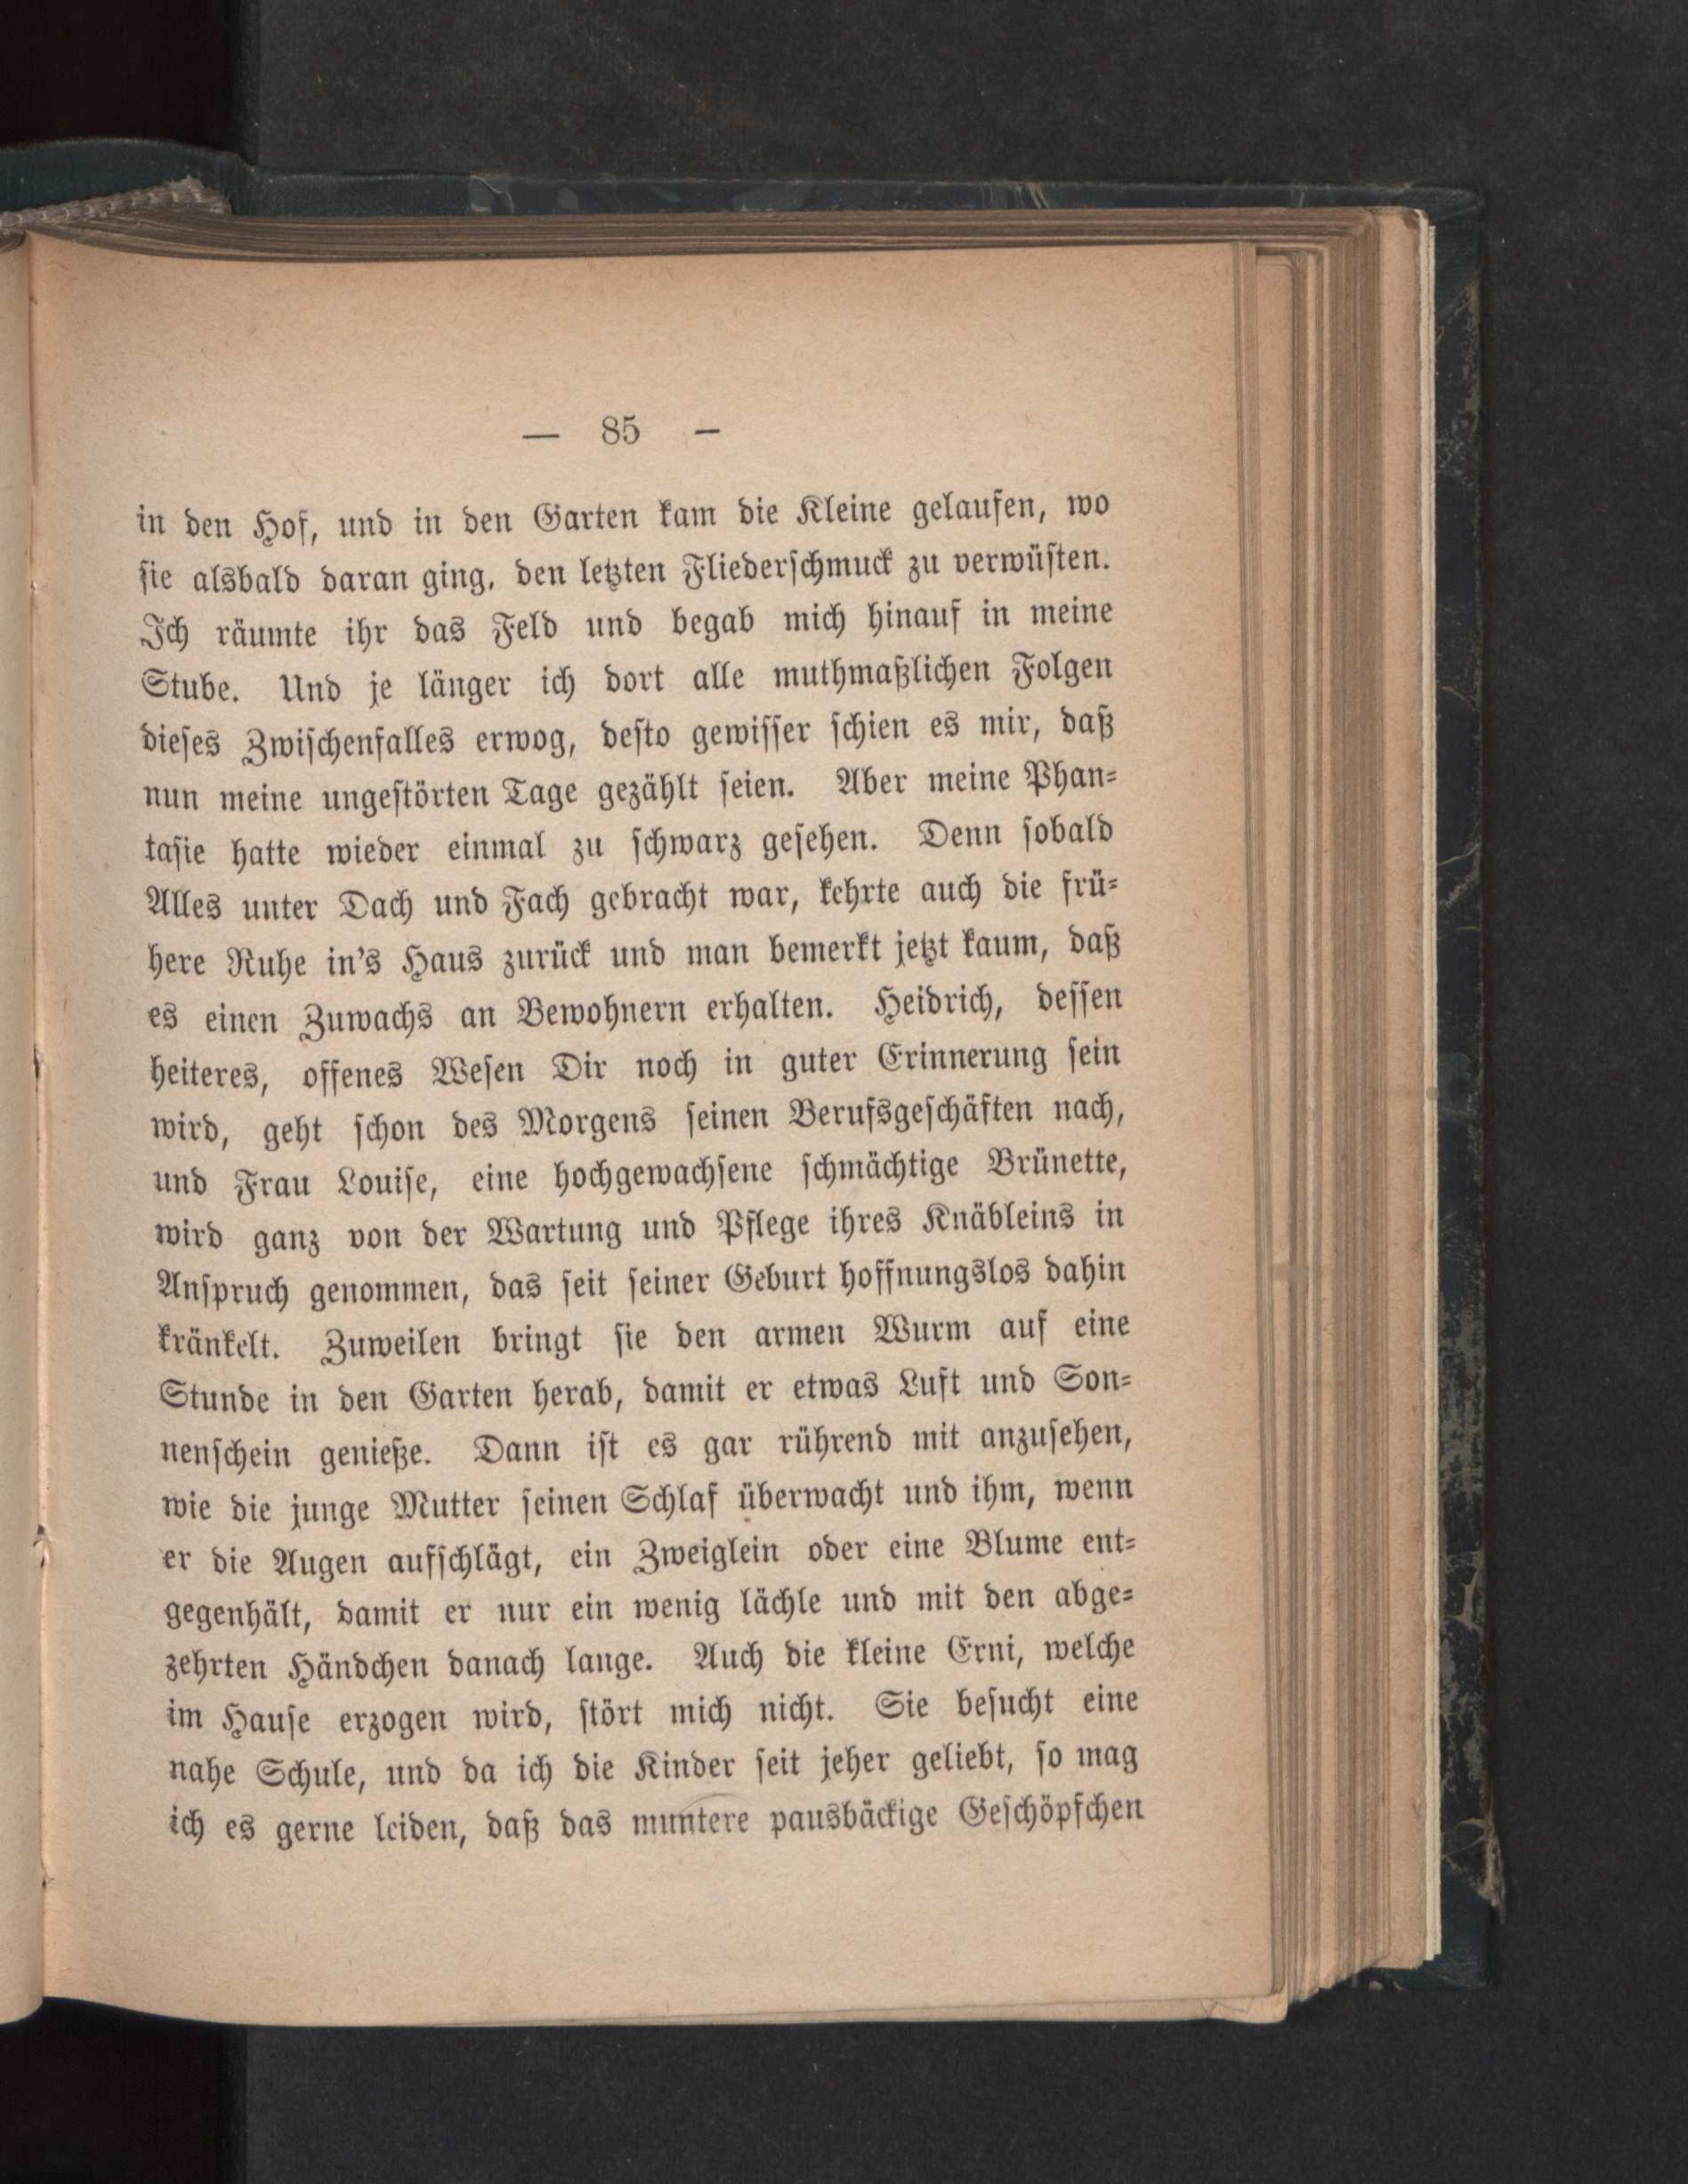 — 85 —
in den Hof, und in den Garten kam die Kleine gelaufen, wo
sie alsbald daran ging, den letzten Fliederschmuck zu verwüsten.
Ich räumte ihr das Feld und begab mich hinauf in meine
Stube. Und je länger ich dort alle muthmaßlichen Folgen
dieses Zwischenfalles erwog, desto gewisser schien es mir, daß
nun meine ungestörten Tage gezählt seien. Aber meine Phan-
tasie hatte wieder einmal zu schwarz gesehen. Denn sobald
Alles unter Dach und Fach gebracht war, kehrte auch die frü-
here Ruhe in's Haus zurück und man bemerkt jetzt kaum, daß
es einen Zuwachs an Bewohnern erhalten. Heidrich, dessen
heiteres, offenes Wesen Dir noch in guter Erinnerung sein
wird, geht schon des Morgens seinen Berufsgeschäften nach,
und Frau Louise, eine hochgewachsene schmächtige Brünette,
wird ganz von der Wartung und Pflege ihres Knäbleins in
Anspruch genommen, das seit seiner Geburt hoffnungslos dahin
kränkelt. Zuweilen bringt sie den armen Wurm auf eine
Stunde in den Garten herab, damit er etwas Luft und Son-
nenschein genieße. Dann ist es gar rührend mit anzusehen,
wie die junge Mutter seinen Schlaf überwacht und ihm, wenn
er die Augen aufschlägt, ein Zweiglein oder eine Blume ent-
gegenhält, damit er nur ein wenig lächle und mit den abge-
zehrten Händchen danach lange. Auch die kleine Erni, welche
im Hause erzogen wird, stört mich nicht. Sie besucht eine
nahe Schule, und da ich die Kinder seit jeher geliebt, so mag
ich es gerne leiden, daß das muntere pausbäckige Geschöpfchen